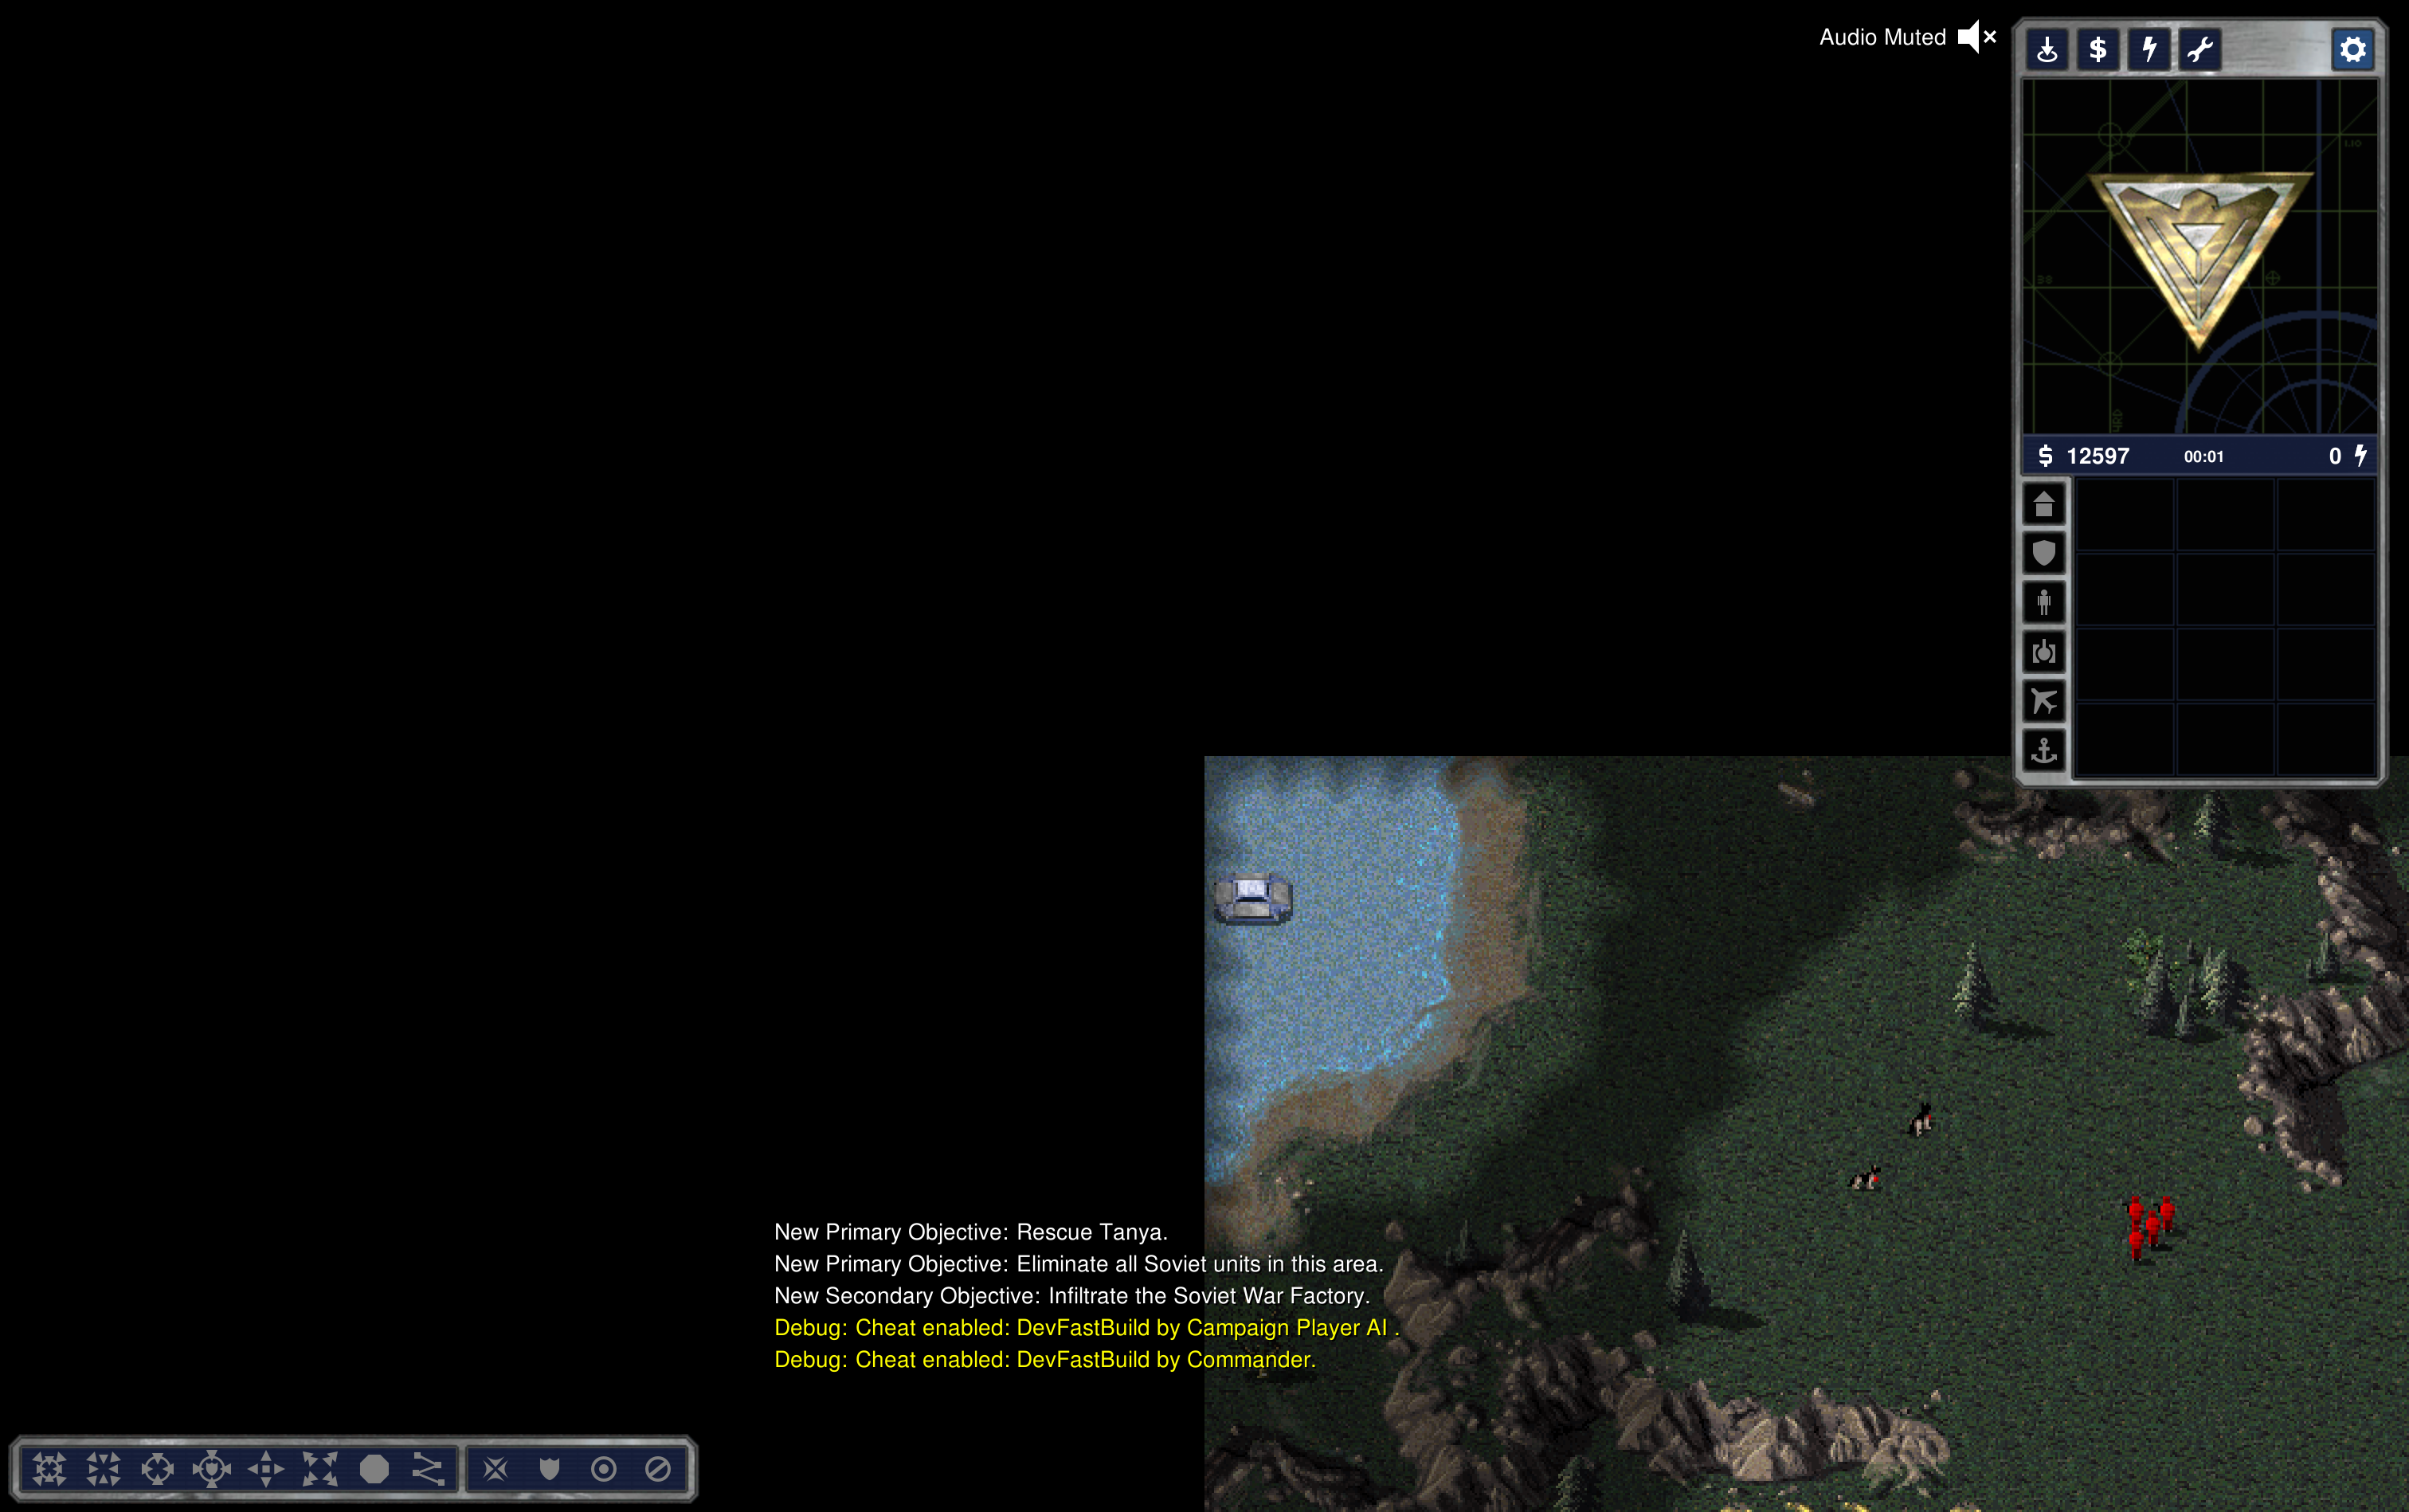 Audio Muted
$ 12597 00:01 0
New Primary Objective: Rescue Tanya.
New Primary Objective: Eliminate all Soviet units in this area.
New Secondary Objective: Infiltrate the Soviet War Factory.
Debug: Cheat enabled: DevFastBuild by Campaign Player AI .
Debug: Cheat enabled: DevFastBuild by Commander.